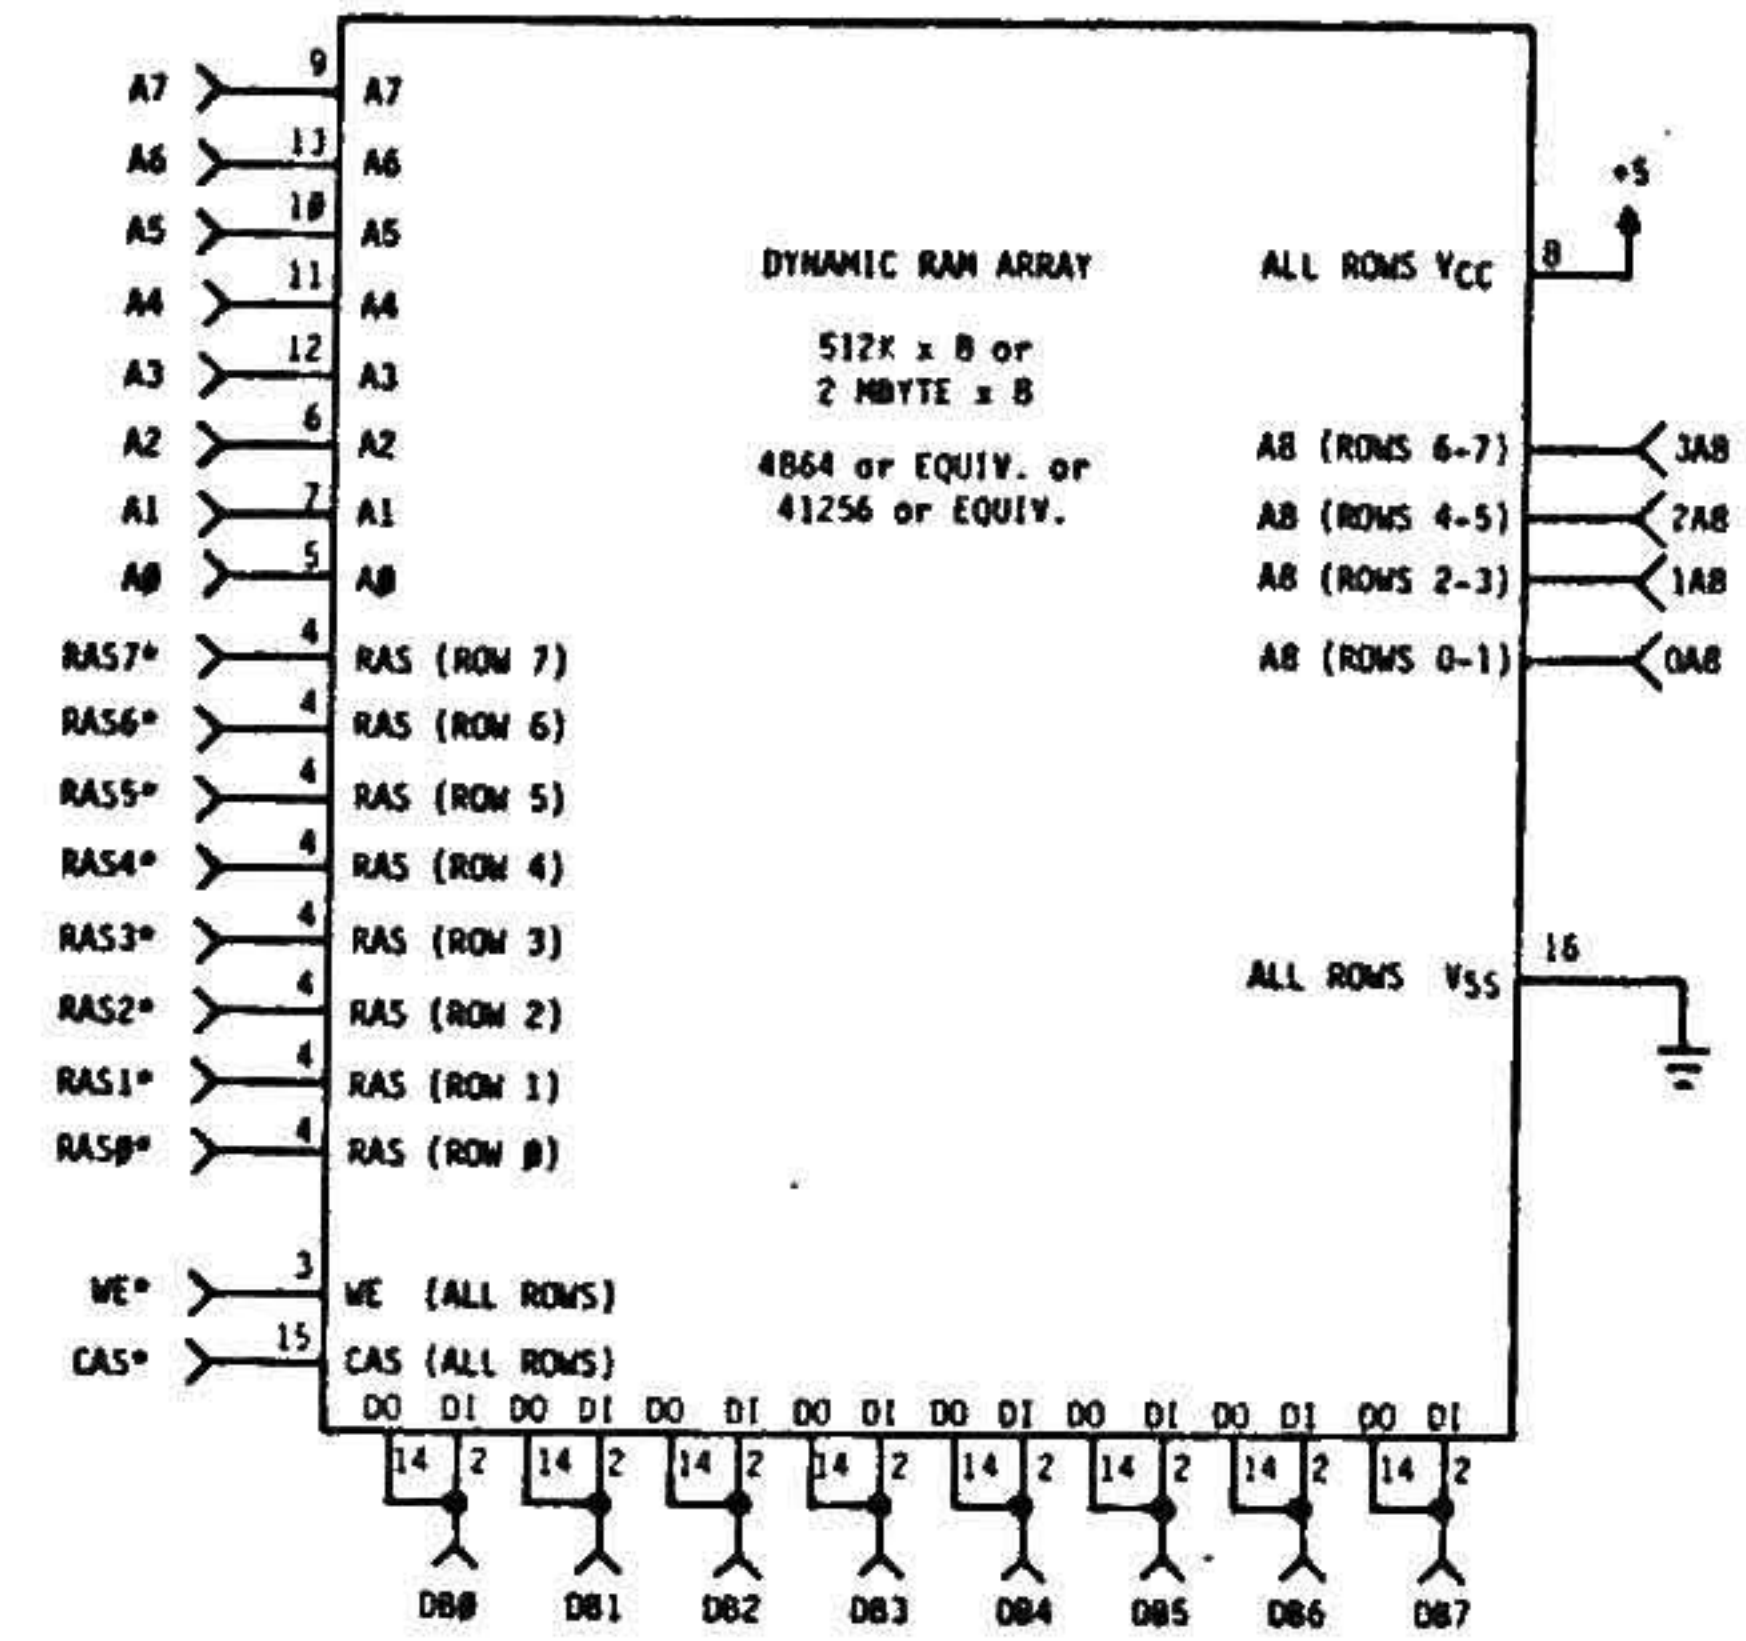 A7 9 A7
A6 13 A6
A5 10 A5
A4 11 A4
A3 12 A3
A2 6 A2
A1 7 A1
AØ 5 AØ
RAS7* 4 RAS (ROW 7)
RAS6* 4 RAS (ROW 6)
RAS5* 4 RAS (ROW 5)
RAS4* 4 RAS (ROW 4)
RAS3* 4 RAS (ROW 3)
RAS2* 4 RAS (ROW 2)
RAS1* 4 RAS (ROW 1)
RASØ* 4 RAS (ROW Ø)
WE* 3 WE (ALL ROWS)
CAS* 15 CAS (ALL ROWS)
DYNAMIC RAM ARRAY
512K x 8 or
2 MBYTE x 8
4864 or EQUIV. or
41256 or EQUIV.
+5
ALL ROWS VCC 8
A8 (ROWS 6-7) 3A8
A8 (ROWS 4-5) 2A8
A8 (ROWS 2-3) 1A8
A8 (ROWS 0-1) 0A8
ALL ROWS VSS 16
DO DI DO DI DO DI DO DI DO DI DO DI DO DI DO DI
14 2 14 2 14 2 14 2 14 2 14 2 14 2 14 2
DBØ DB1 DB2 DB3 DB4 DB5 DB6 DB7